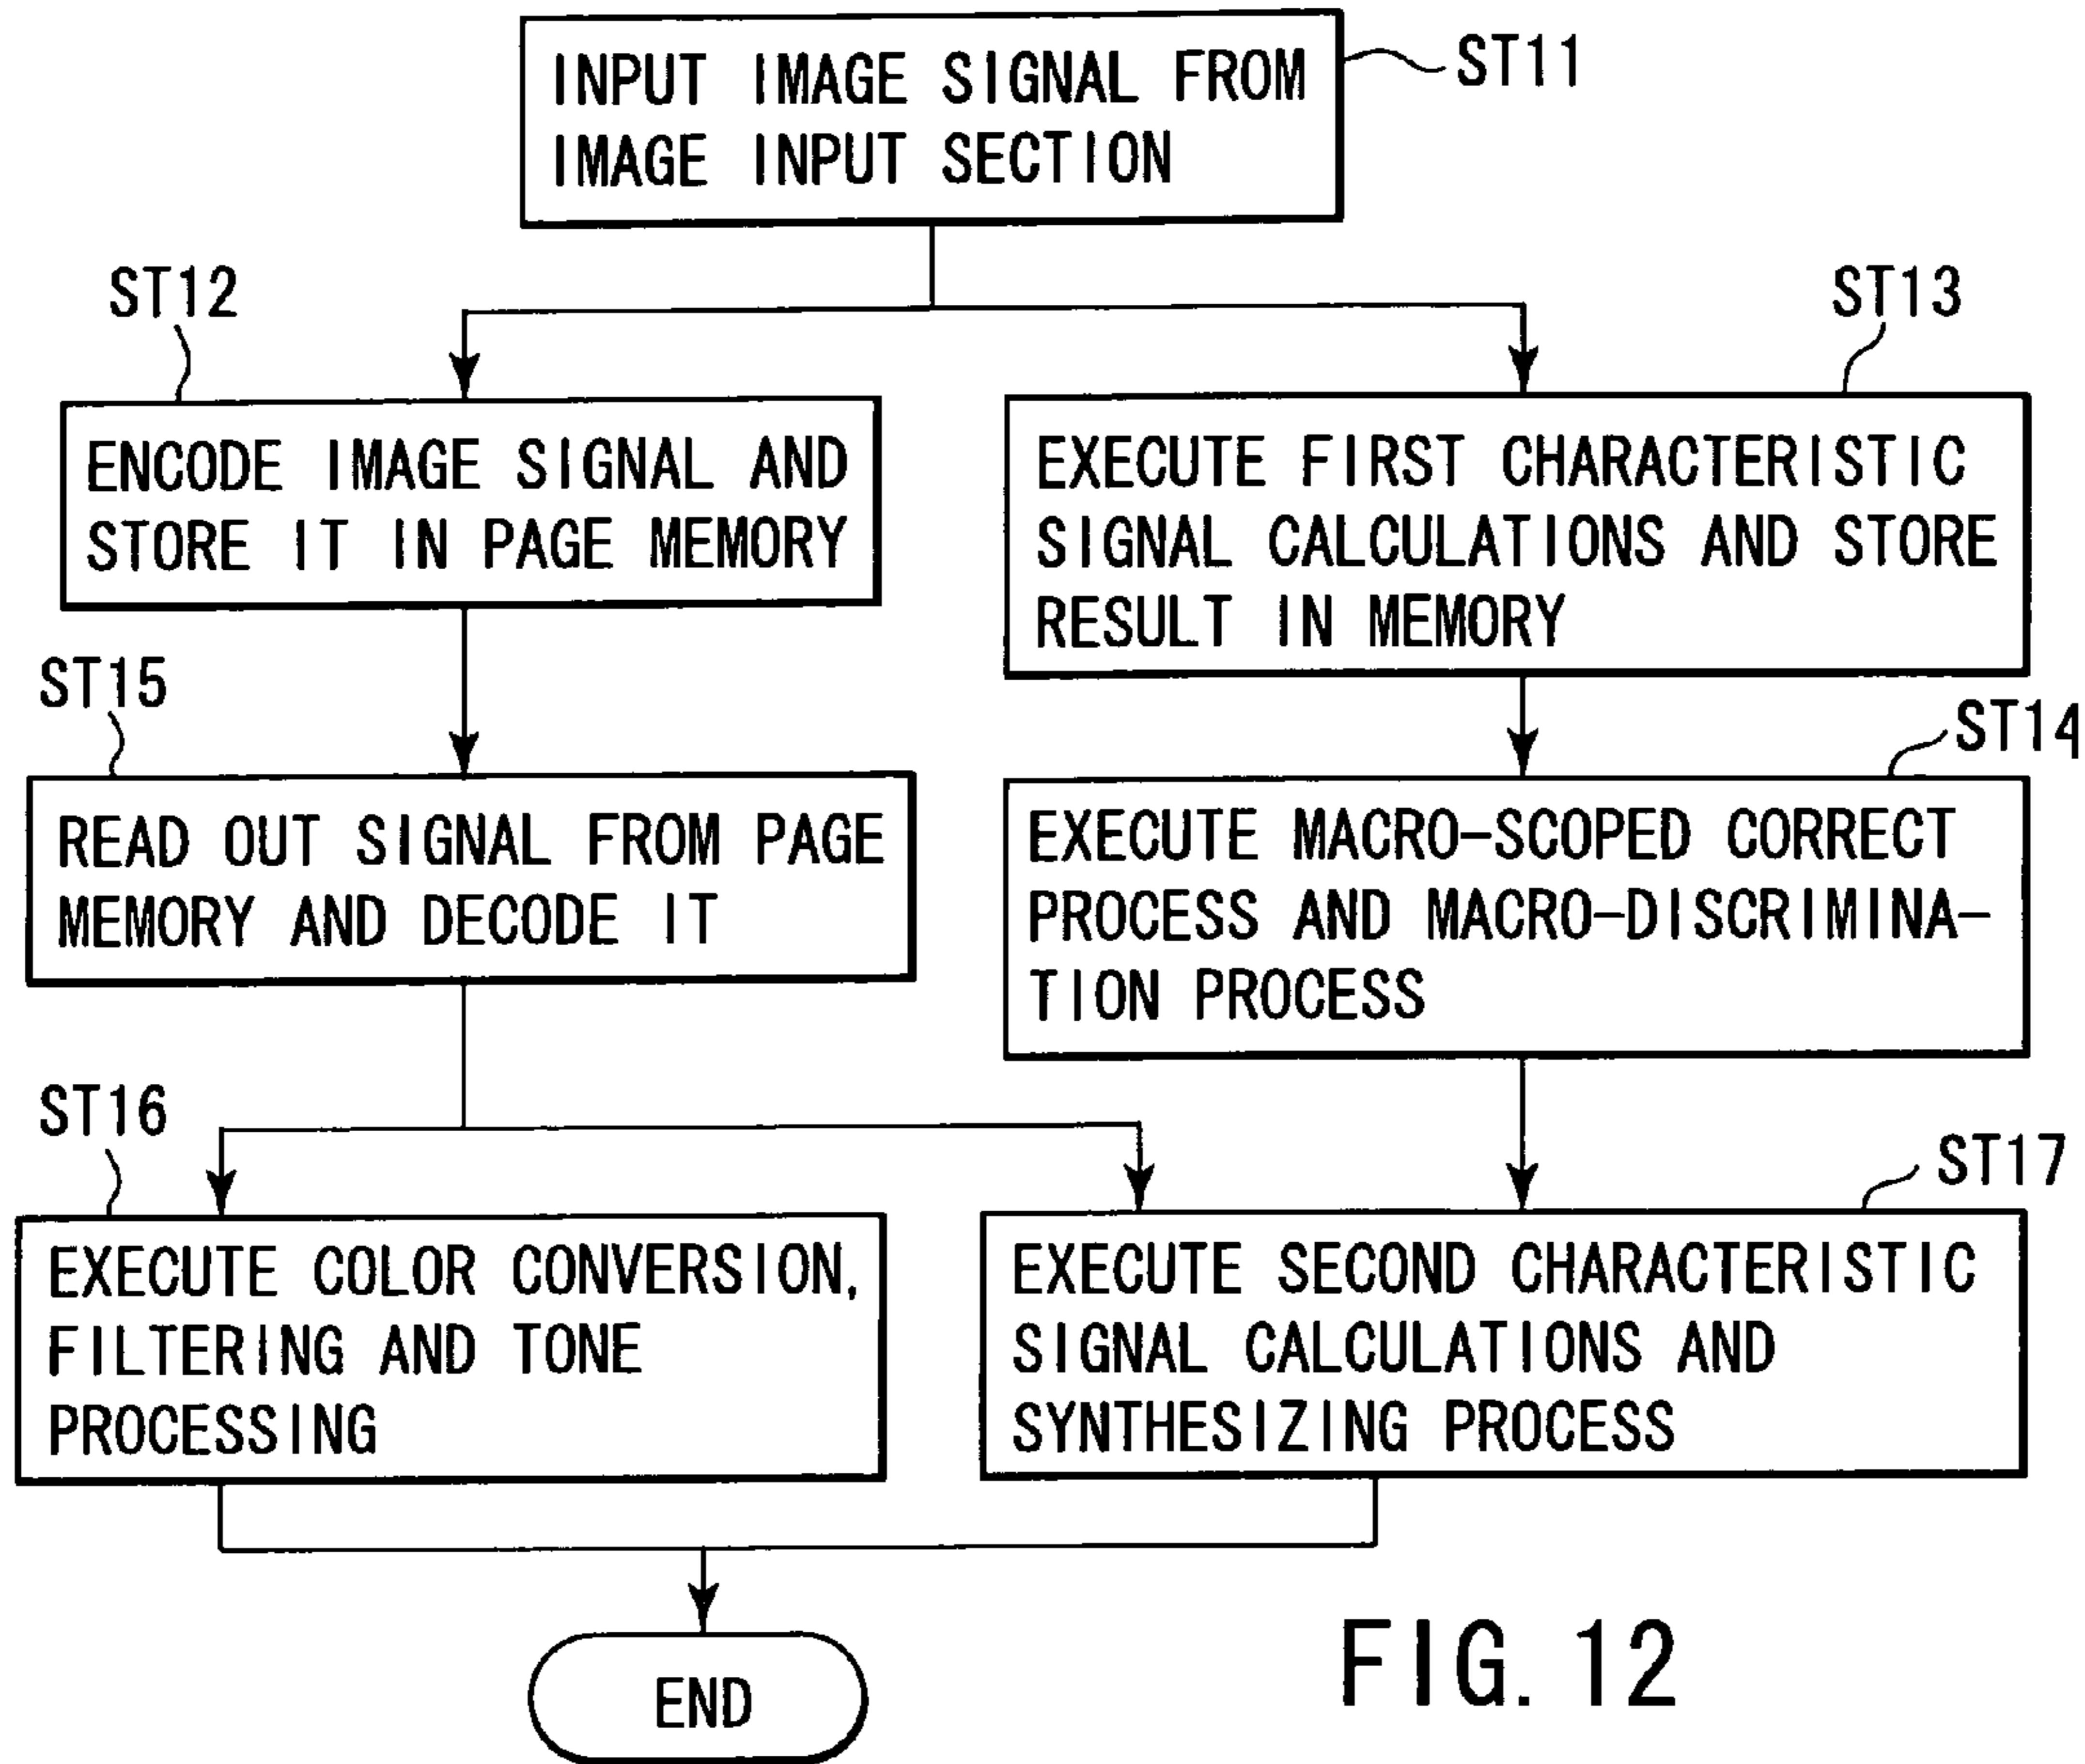 INPUT IMAGE SIGNAL FROM
IMAGE INPUT SECTION
ST11
ST12
ENCODE IMAGE SIGNAL AND
STORE IT IN PAGE MEMORY
ST13
EXECUTE FIRST CHARACTERISTIC
SIGNAL CALCULATIONS AND STORE
RESULT IN MEMORY
ST15
READ OUT SIGNAL FROM PAGE
MEMORY AND DECODE IT
ST14
EXECUTE MACRO-SCOPED CORRECT
PROCESS AND MACRO-DISCRIMINA-
TION PROCESS
ST16
EXECUTE COLOR CONVERSION,
FILTERING AND TONE
PROCESSING
ST17
EXECUTE SECOND CHARACTERISTIC
SIGNAL CALCULATIONS AND
SYNTHESIZING PROCESS
END
FIG. 12